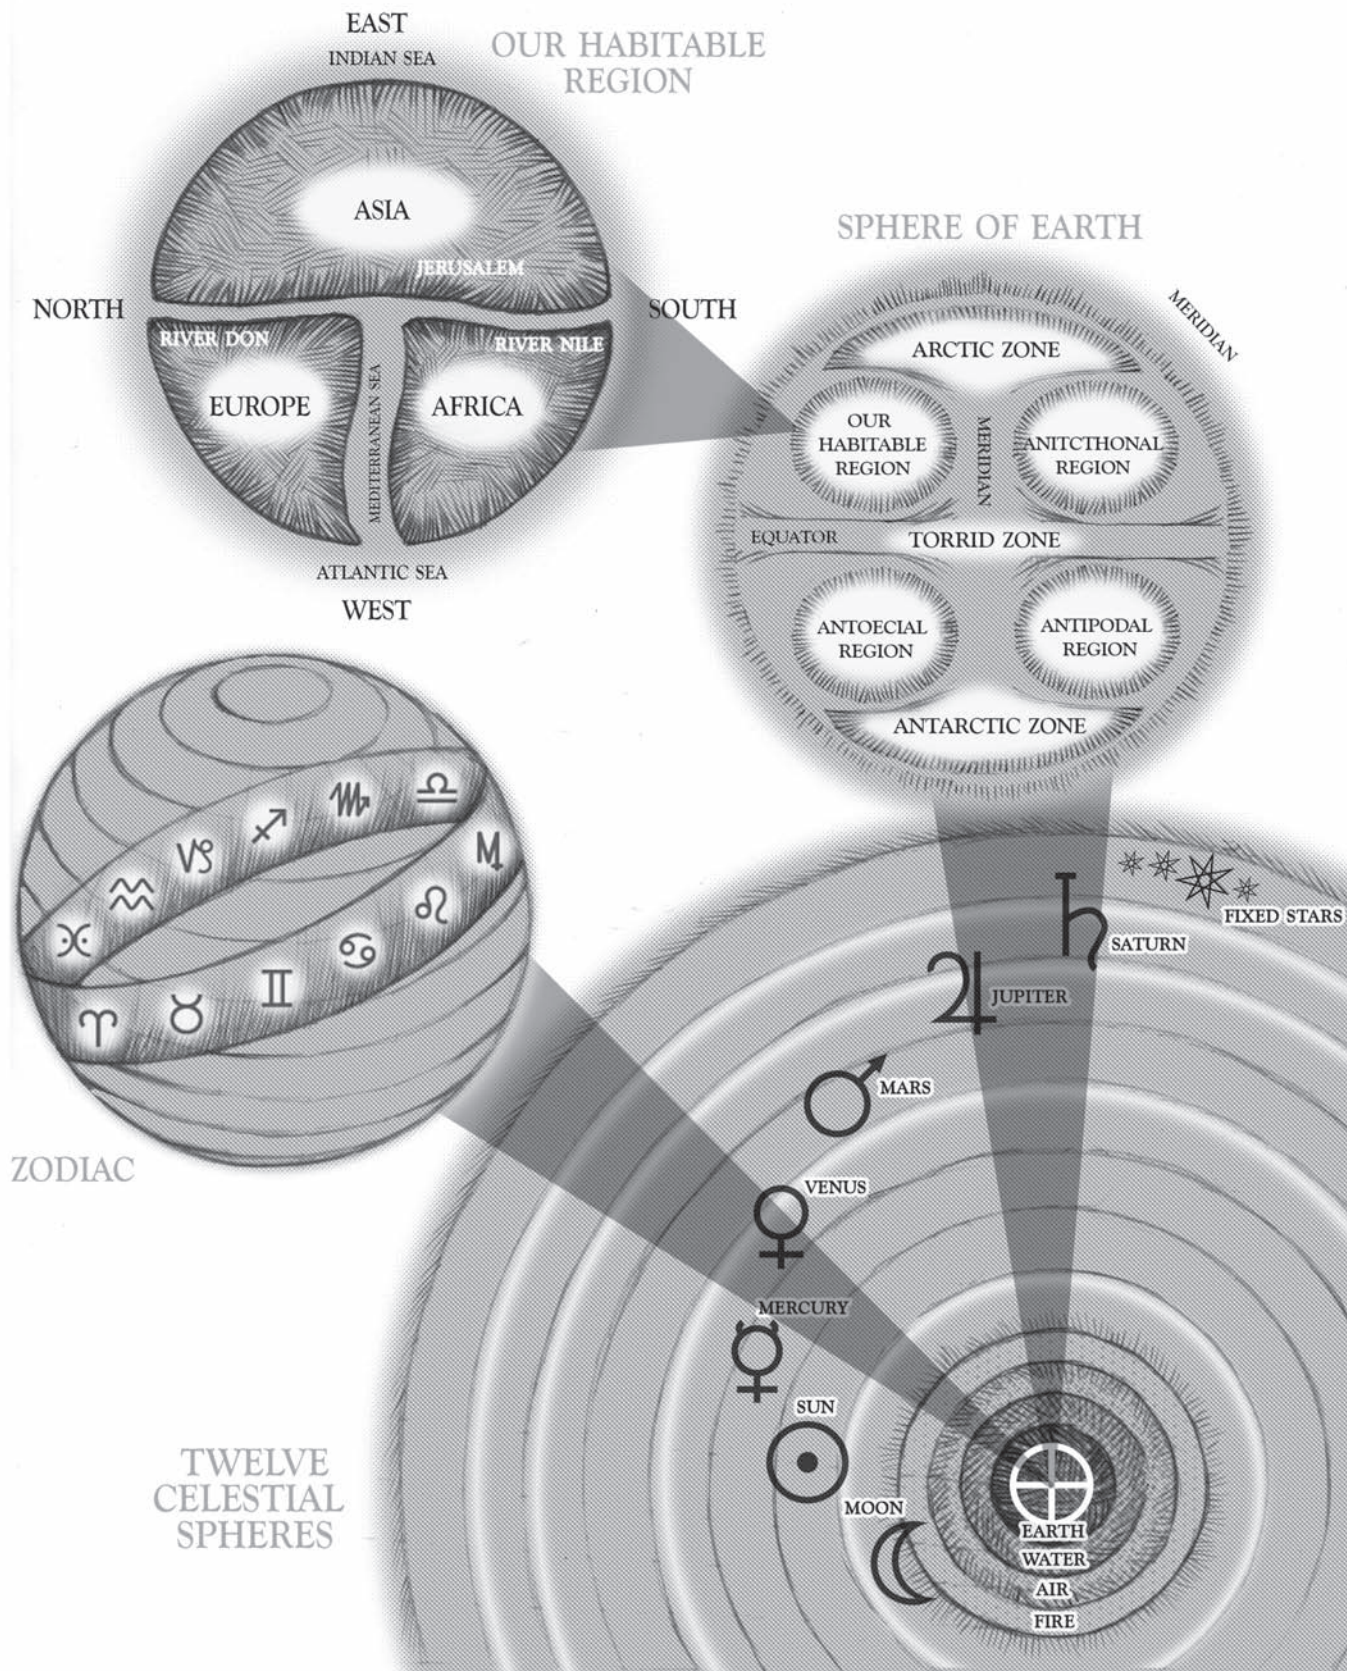 EAST
INDIAN SEA
OUR HABITABLE
REGION
ASIA
JERUSALEM
NORTH
SOUTH
RIVER DON
RIVER NILE
EUROPE
MEDITERRANEAN SEA
AFRICA
ATLANTIC SEA
WEST
SPHERE OF EARTH
MERIDIAN
ARCTIC ZONE
OUR
HABITABLE
REGION
MERIDIAN
ANITCTHONAL
REGION
EQUATOR
TORRID ZONE
ANTOECIAL
REGION
ANTIPODAL
REGION
ANTARCTIC ZONE
ZODIAC
FIXED STARS
SATURN
JUPITER
MARS
VENUS
MERCURY
SUN
MOON
TWELVE
CELESTIAL
SPHERES
EARTH
WATER
AIR
FIRE